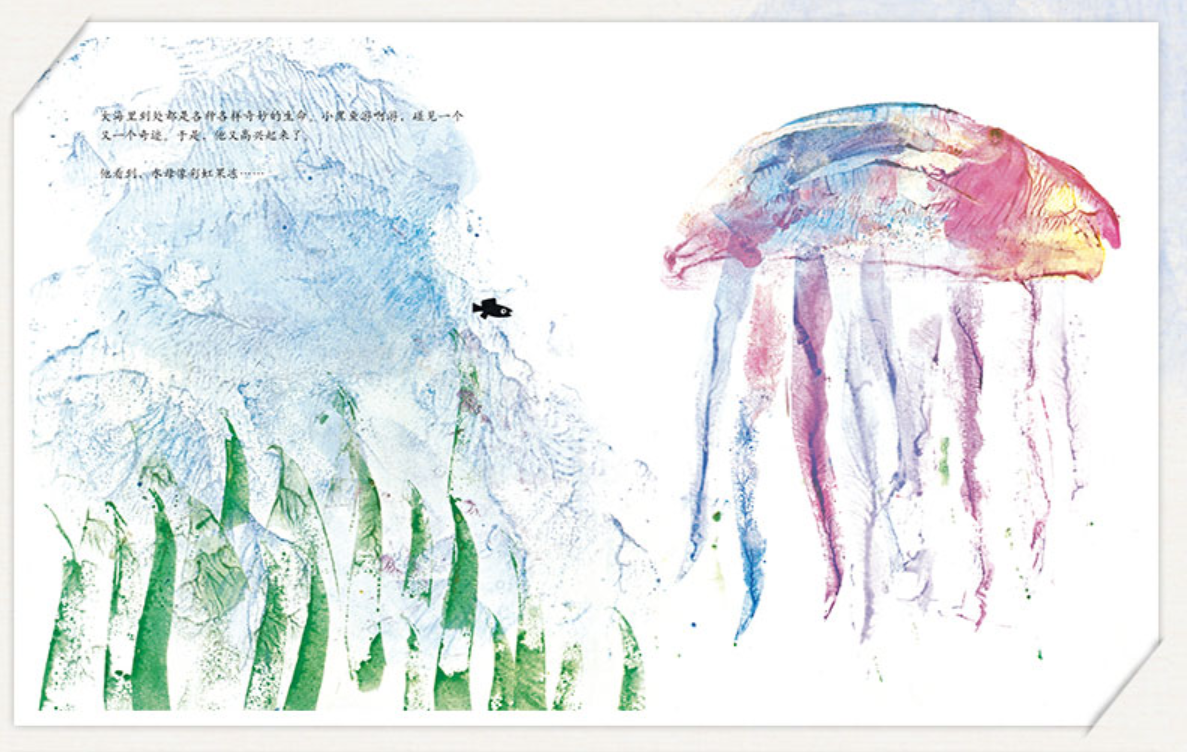 大海里到处都是各种各样奇妙的生命。小黑鱼游啊游，碰见一个
又一个奇迹。于是，他又高兴起来了。
他看到，水母像彩虹果冻……